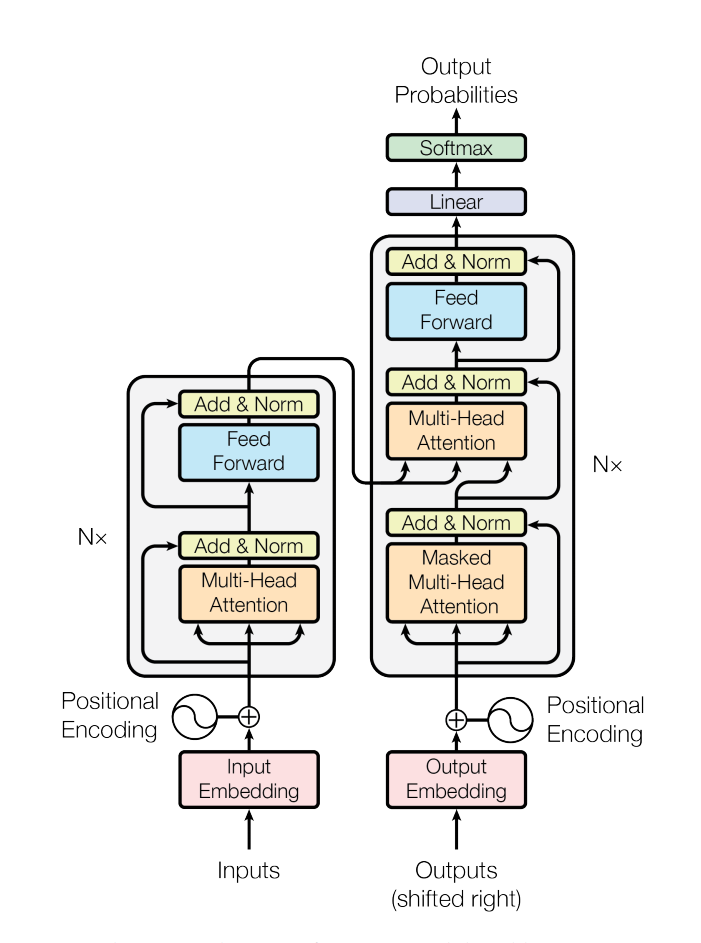 Output
Probabilities
Softmax
Linear
Add & Norm
Feed
Forward
Add & Norm
Multi-Head
Attention
Nx
Add & Norm
Masked
Multi-Head
Attention
Add & Norm
Feed
Forward
Nx
Add & Norm
Multi-Head
Attention
Positional
Encoding
Positional
Encoding
Input
Embedding
Output
Embedding
Inputs
Outputs
(shifted right)